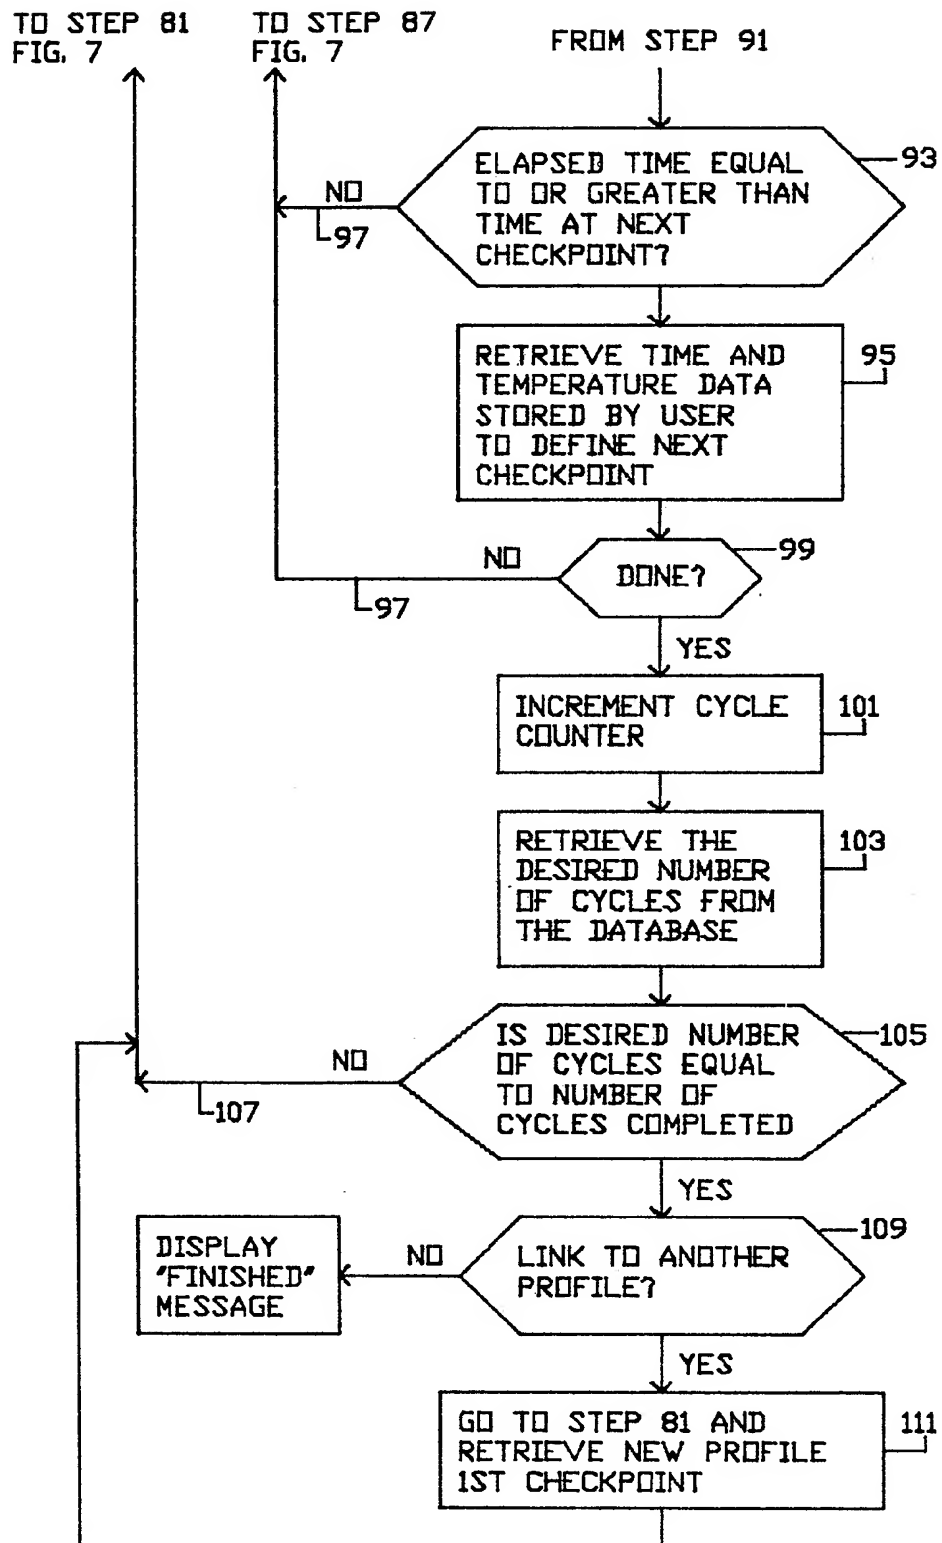 TO STEP 81
FIG. 7
TO STEP 87
FIG. 7
FROM STEP 91
ELAPSED TIME EQUAL
TO OR GREATER THAN
TIME AT NEXT
CHECKPOINT?
93
NO
97
RETRIEVE TIME AND
TEMPERATURE DATA
STORED BY USER
TO DEFINE NEXT
CHECKPOINT
95
DONE?
99
NO
97
YES
INCREMENT CYCLE
COUNTER
101
RETRIEVE THE
DESIRED NUMBER
OF CYCLES FROM
THE DATABASE
103
IS DESIRED NUMBER
OF CYCLES EQUAL
TO NUMBER OF
CYCLES COMPLETED
105
NO
107
YES
LINK TO ANOTHER
PROFILE?
109
NO
DISPLAY
"FINISHED"
MESSAGE
YES
GO TO STEP 81 AND
RETRIEVE NEW PROFILE
1ST CHECKPOINT
111